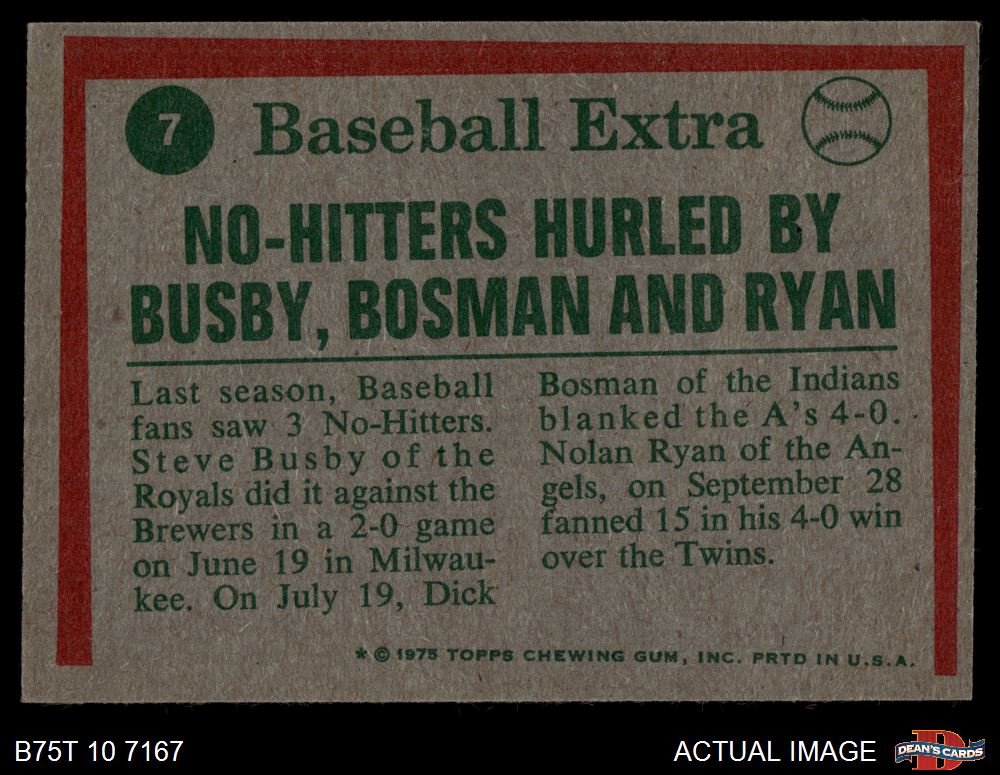 7
Baseball Extra
NO-HITTERS HURLED BY
BUSBY, BOSMAN AND RYAN
Last season, Baseball
fans saw 3 No-Hitters.
Steve Busby of the
Royals did it against the
Brewers in a 2-0 game
on June 19 in Milwau-
kee. On July 19, Dick
Bosman of the Indians
blanked the A's 4-0.
Nolan Ryan of the An-
gels, on September 28
fanned 15 in his 4-0 win
over the Twins.
* © 1975 TOPPS CHEWING GUM, INC. PRTD IN U.S.A.
B75T 10 7167
ACTUAL IMAGE
D
DEAN'S CARDS